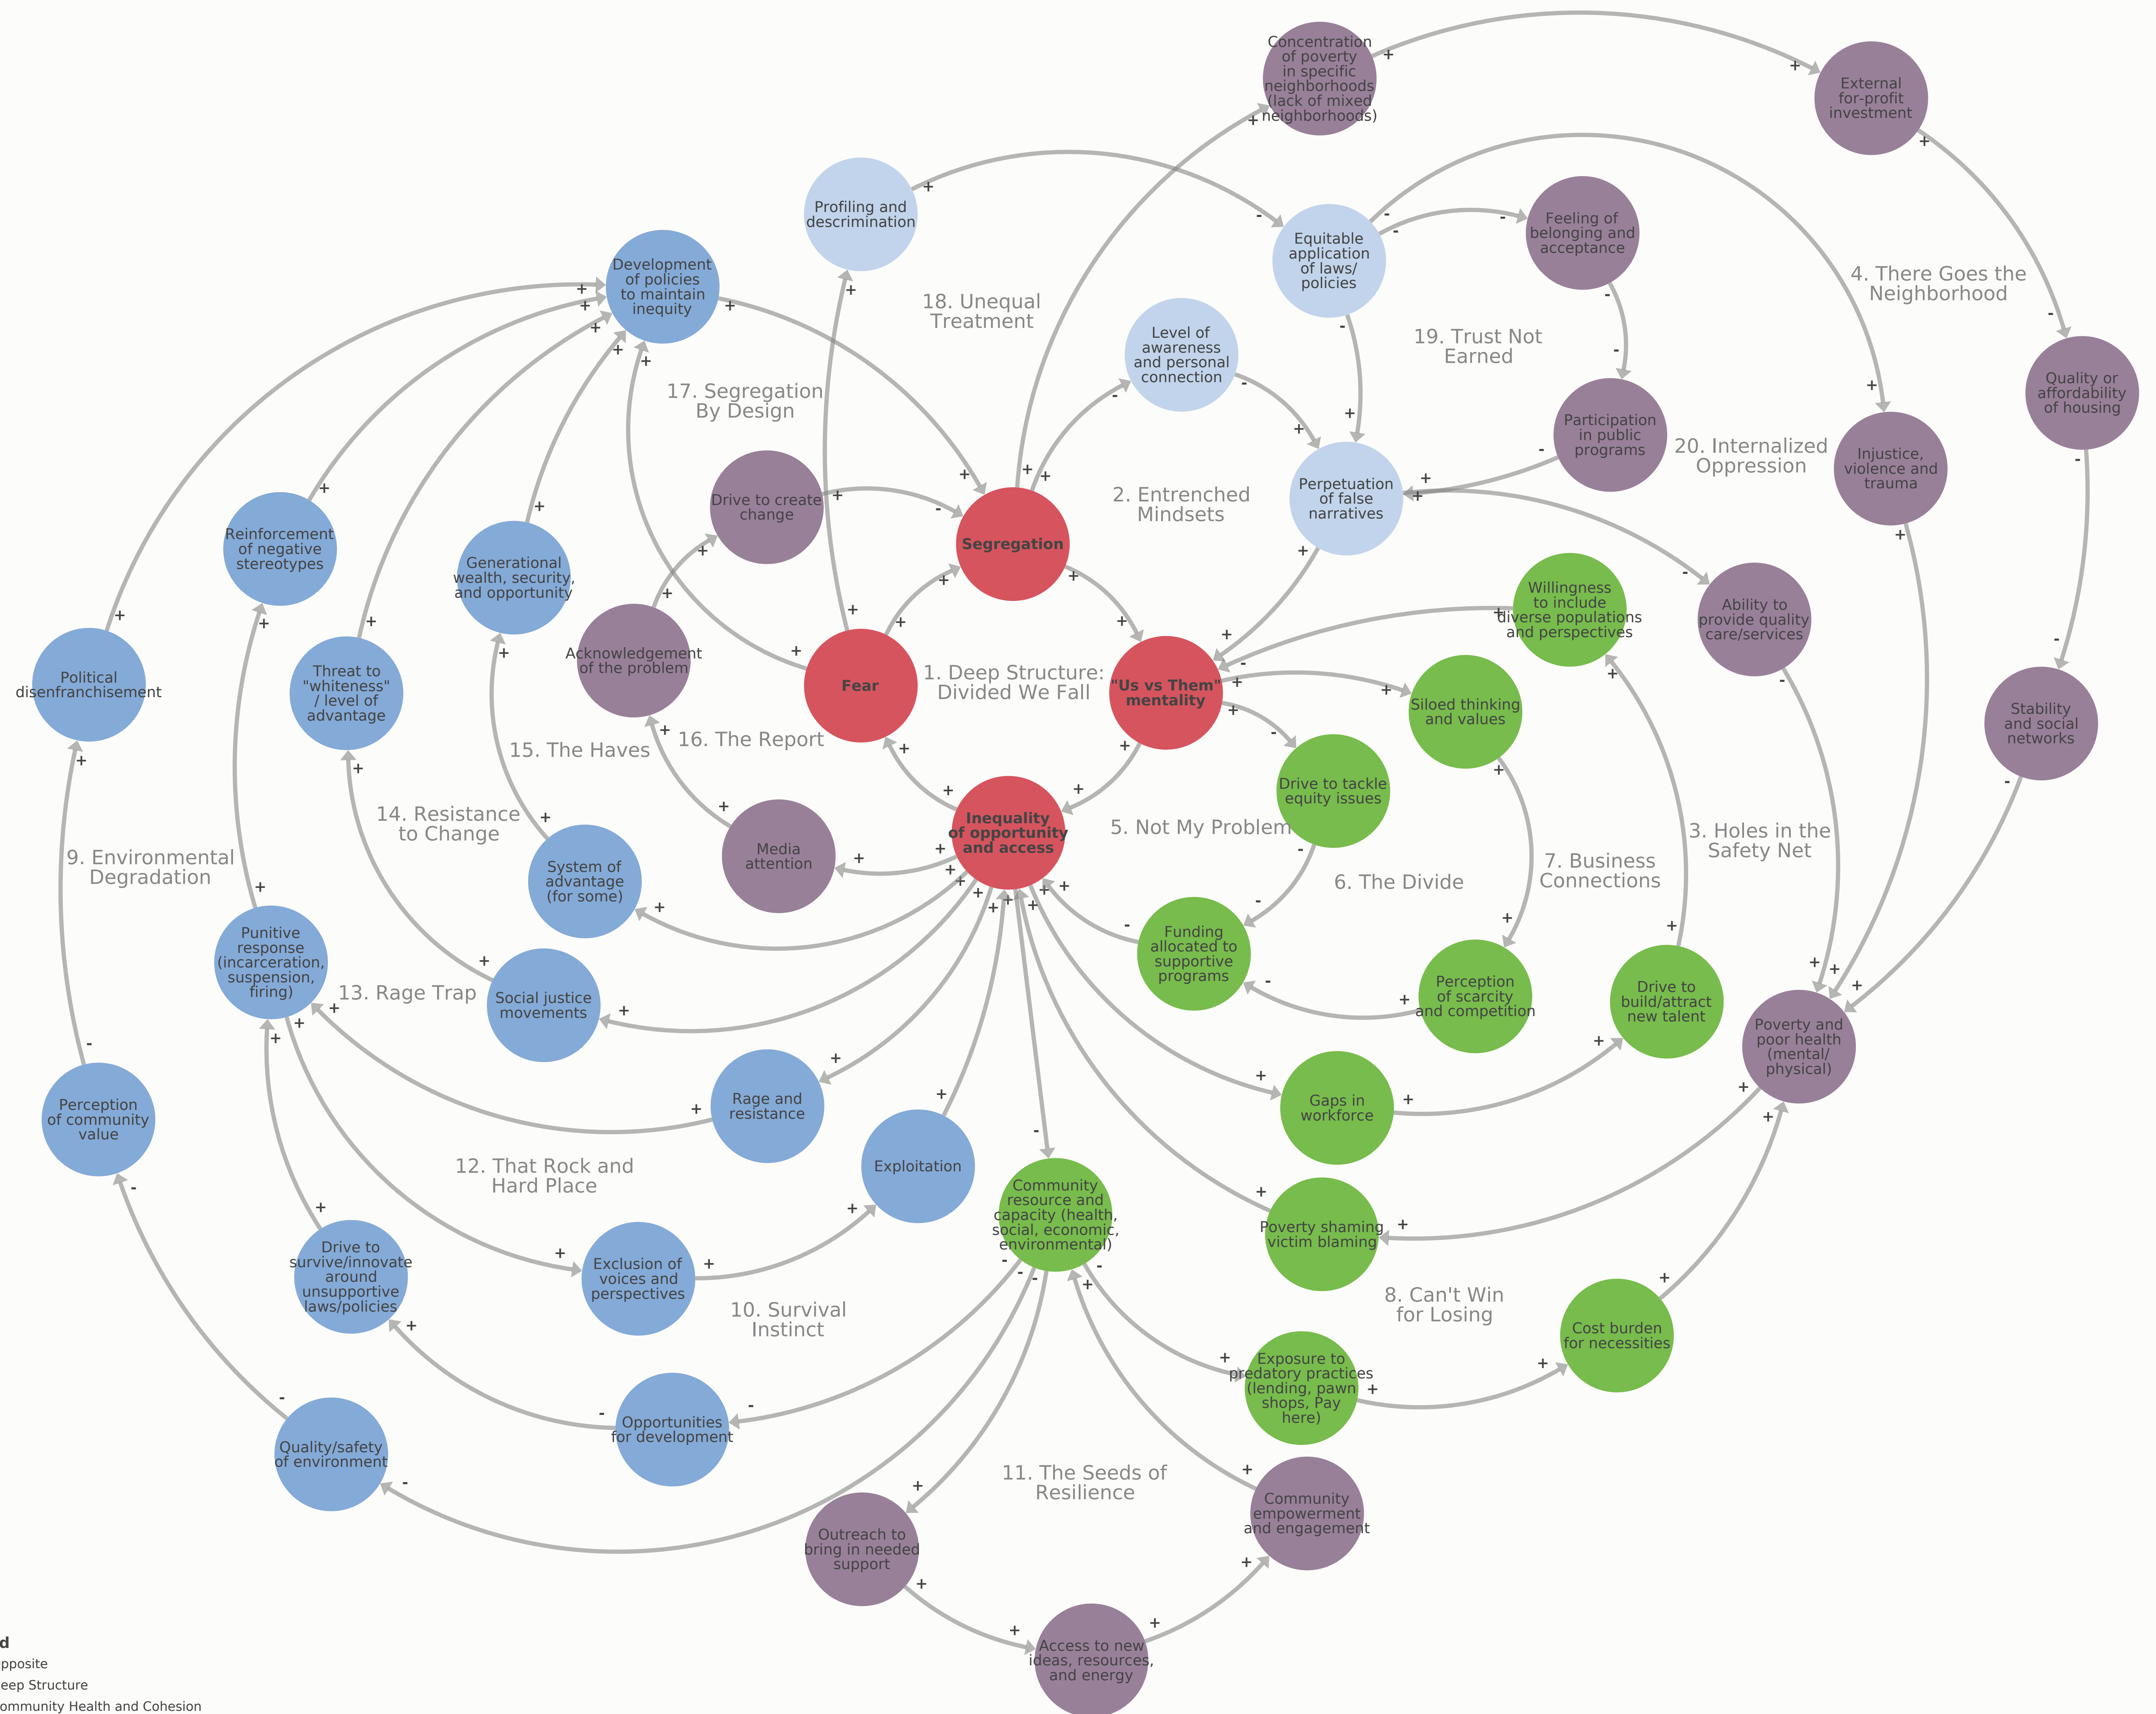 Concentration
of poverty
in specific
neighborhoods
(lack of mixed
neighborhoods)
External
for-profit
investment
Profiling and
descrimination
Equitable
application
of laws/
policies
Feeling of
belonging and
acceptance
4. There Goes the
Neighborhood
Development
of policies
to maintain
inequity
18. Unequal
Treatment
Level of
awareness
and personal
connection
19. Trust Not
Earned
Quality or
affordability
of housing
17. Segregation
By Design
Participation
in public
programs
20. Internalized
Oppression
Injustice,
violence and
trauma
Drive to create
change
2. Entrenched
Mindsets
Perpetuation
of false
narratives
Reinforcement
of negative
stereotypes
Segregation
Generational
wealth, security,
and opportunity
Willingness
to include
diverse populations
and perspectives
Ability to
provide quality
care/services
Political
disenfranchisement
Threat to
"whiteness"
/ level of
advantage
Acknowledgement
of the problem
Fear
1. Deep Structure:
Divided We Fall
"Us vs Them"
mentality
Siloed thinking
and values
Stability
and social
networks
15. The Haves
16. The Report
Drive to tackle
equity issues
14. Resistance
to Change
Inequality
of opportunity
and access
5. Not My Problem
3. Holes in the
Safety Net
9. Environmental
Degradation
System of
advantage
(for some)
Media
attention
6. The Divide
7. Business
Connections
Punitive
response
(incarceration,
suspension,
firing)
13. Rage Trap
Social justice
movements
Funding
allocated to
supportive
programs
Perception
of scarcity
and competition
Drive to
build/attract
new talent
Poverty and
poor health
(mental/
physical)
Perception
of community
value
Rage and
resistance
Gaps in
workforce
12. That Rock and
Hard Place
Exploitation
Community
resource and
capacity (health,
social, economic,
environmental)
Poverty shaming
victim blaming
Drive to
survive/innovate
around
unsupportive
laws/policies
Exclusion of
voices and
perspectives
10. Survival
Instinct
8. Can't Win
for Losing
Cost burden
for necessities
Exposure to
predatory practices
(lending, pawn
shops, Pay
here)
Opportunities
for development
Quality/safety
of environment
11. The Seeds of
Resilience
Community
empowerment
and engagement
Outreach to
bring in needed
support
Access to new
ideas, resources,
and energy
d
pposite
eep Structure
ommunity Health and Cohesion